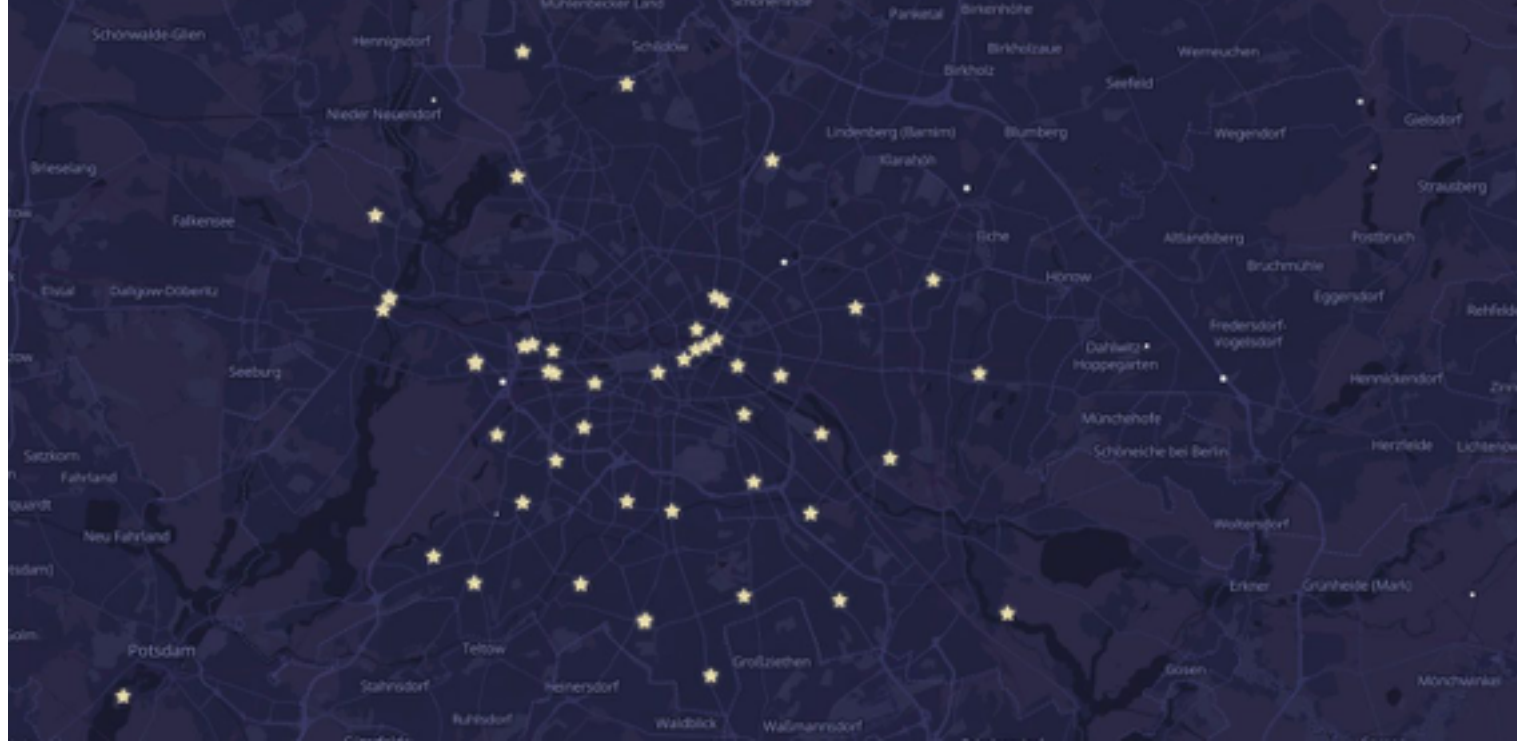 Mühlenbecker Land
Schönwalde-Glien
Panketal
Birkenhöhe
Hennigsdorf
Schildow
Birkholzaue
Werneuchen
Birkholz
Seefeld
Nieder Neuendorf
Gielsdorf
Lindenberg (Barnim)
Blumberg
Wegendorf
Klarahöh
Brieselang
Strausberg
Falkensee
Eiche
Altlandsberg
Postbruch
Bruchmühle
Hönow
Elstal
Dallgow-Döberitz
Eggersdorf
Fredersdorf-
Vogelsdorf
Dahlwitz-
Hoppegarten
Seeburg
Hennickendorf
Münchehofe
Herzfelde
Schöneiche bei Berlin
Satzkorn
Fahrland
Woltersdorf
Neu Fahrland
Erkner
Grünheide (Mark)
Potsdam
Teltow
Großziethen
Gosen
Stahnsdorf
Heinersdorf
Mönchwinkel
Ruhlsdorf
Waldblick
Waßmannsdorf